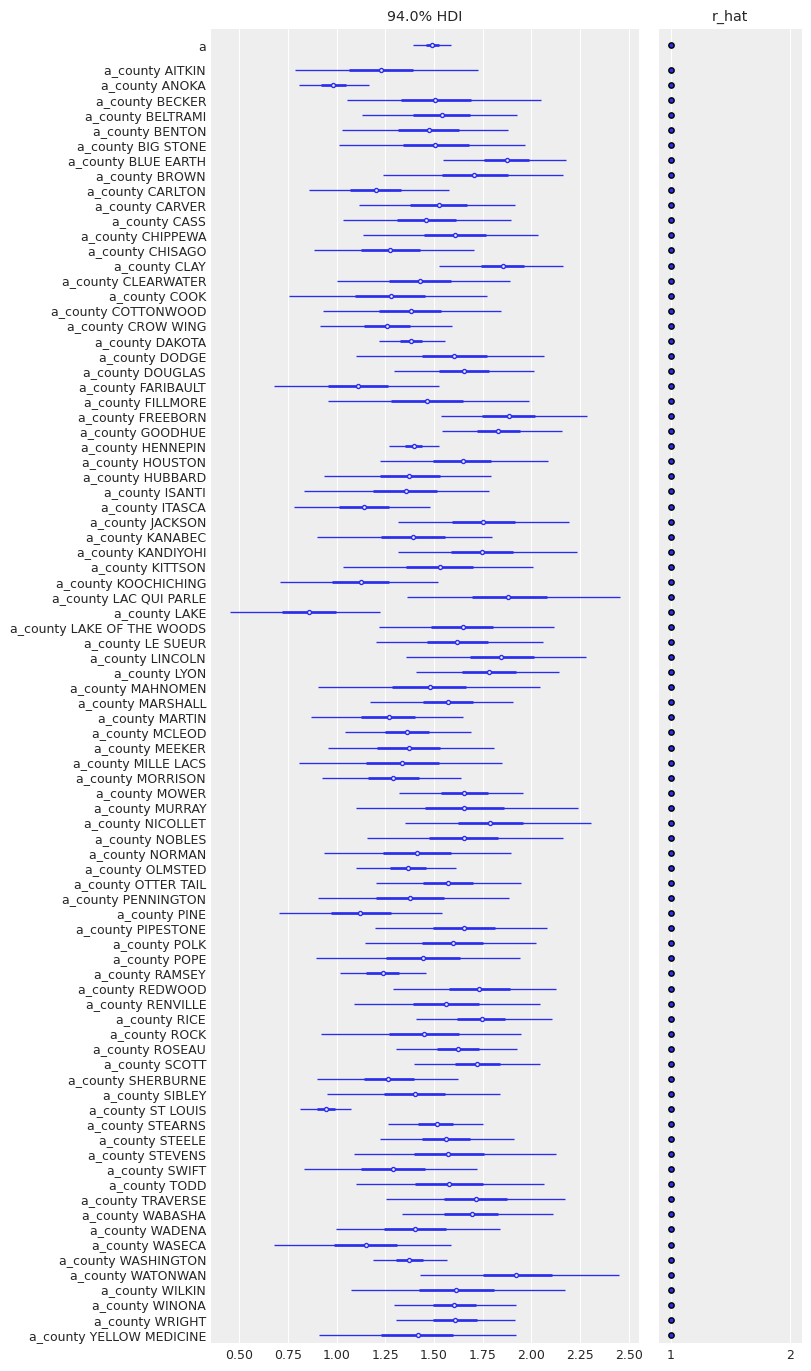 94.0% HDI r_hat
a
a_county AITKIN
a_county ANOKA
a_county BECKER
a_county BELTRAMI
a_county BENTON
a_county BIG STONE
a_county BLUE EARTH
a_county BROWN
a_county CARLTON
a_county CARVER
a_county CASS
a_county CHIPPEWA
a_county CHISAGO
a_county CLAY
a_county CLEARWATER
a_county COOK
a_county COTTONWOOD
a_county CROW WING
a_county DAKOTA
a_county DODGE
a_county DOUGLAS
a_county FARIBAULT
a_county FILLMORE
a_county FREEBORN
a_county GOODHUE
a_county HENNEPIN
a_county HOUSTON
a_county HUBBARD
a_county ISANTI
a_county ITASCA
a_county JACKSON
a_county KANABEC
a_county KANDIYOHI
a_county KITTSON
a_county KOOCHICHING
a_county LAC QUI PARLE
a_county LAKE
a_county LAKE OF THE WOODS
a_county LE SUEUR
a_county LINCOLN
a_county LYON
a_county MAHNOMEN
a_county MARSHALL
a_county MARTIN
a_county MCLEOD
a_county MEEKER
a_county MILLE LACS
a_county MORRISON
a_county MOWER
a_county MURRAY
a_county NICOLLET
a_county NOBLES
a_county NORMAN
a_county OLMSTED
a_county OTTER TAIL
a_county PENNINGTON
a_county PINE
a_county PIPESTONE
a_county POLK
a_county POPE
a_county RAMSEY
a_county REDWOOD
a_county RENVILLE
a_county RICE
a_county ROCK
a_county ROSEAU
a_county SCOTT
a_county SHERBURNE
a_county SIBLEY
a_county ST LOUIS
a_county STEARNS
a_county STEELE
a_county STEVENS
a_county SWIFT
a_county TODD
a_county TRAVERSE
a_county WABASHA
a_county WADENA
a_county WASECA
a_county WASHINGTON
a_county WATONWAN
a_county WILKIN
a_county WINONA
a_county WRIGHT
a_county YELLOW MEDICINE
0.50 0.75 1.00 1.25 1.50 1.75 2.00 2.25 2.50 1 2